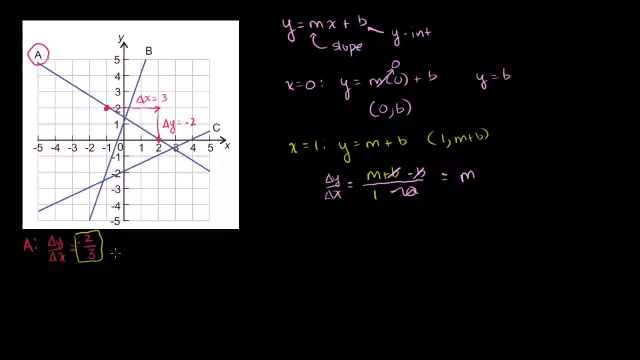 y = mx + b
slope
y-int
x=0: y = m(0) + b y = b
0
(0,b)
x=1: y = m + b (1, m+b)
Δy/Δx = m+b-b / 1-0 = m
A
B
C
y
x
Δx = 3
Δy = -2
5
4
3
2
1
-5 -4 -3 -2 -1 1 2 3 4 5
-1
-2
-3
-4
-5
A: Δy/Δx = -2/3